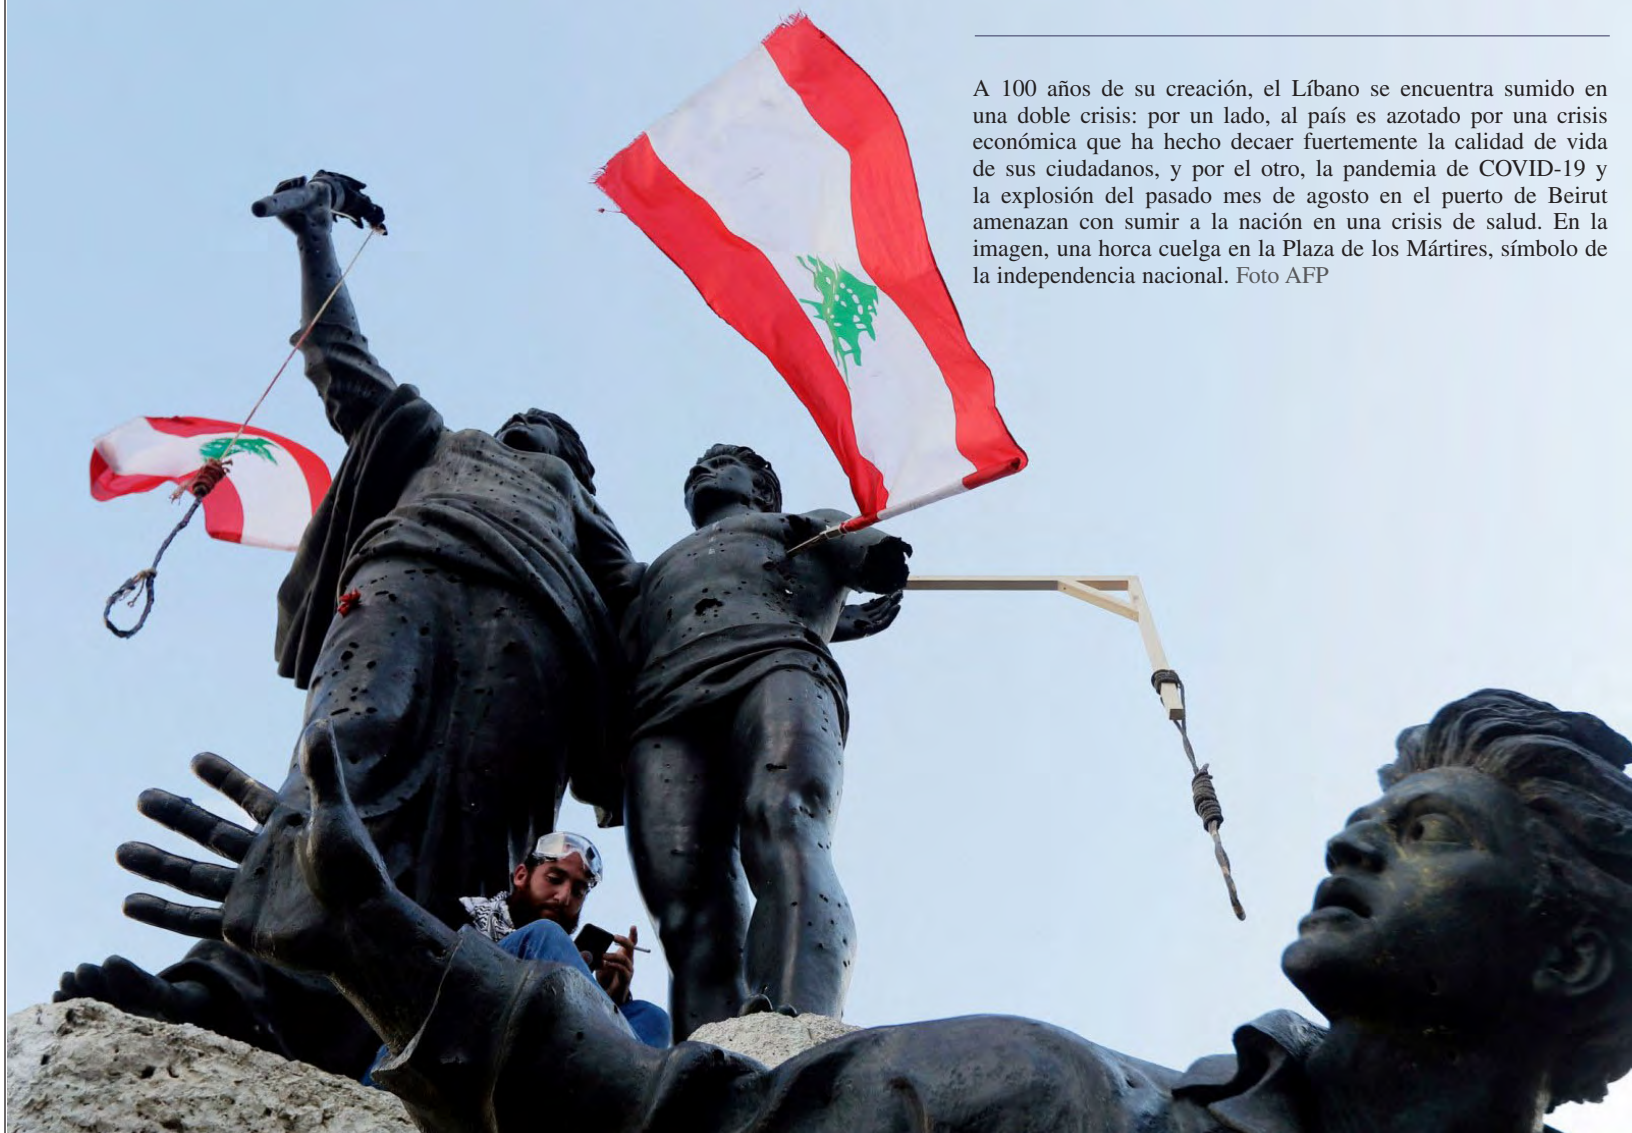 A 100 años de su creación, el Líbano se encuentra sumido en
una doble crisis: por un lado, al país es azotado por una crisis
económica que ha hecho decaer fuertemente la calidad de vida
de sus ciudadanos, y por el otro, la pandemia de COVID-19 y
la explosión del pasado mes de agosto en el puerto de Beirut
amenazan con sumir a la nación en una crisis de salud. En la
imagen, una horca cuelga en la Plaza de los Mártires, símbolo de
la independencia nacional. Foto AFP